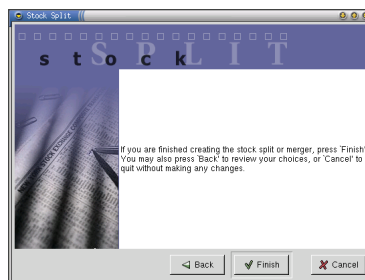 Stock Split
SPLIT
stock
If you are finished creating the stock split or merger, press `Finish'
You may also press `Back' to review your choices, or `Cancel' to
quit without making any changes.
Back
Finish
Cancel